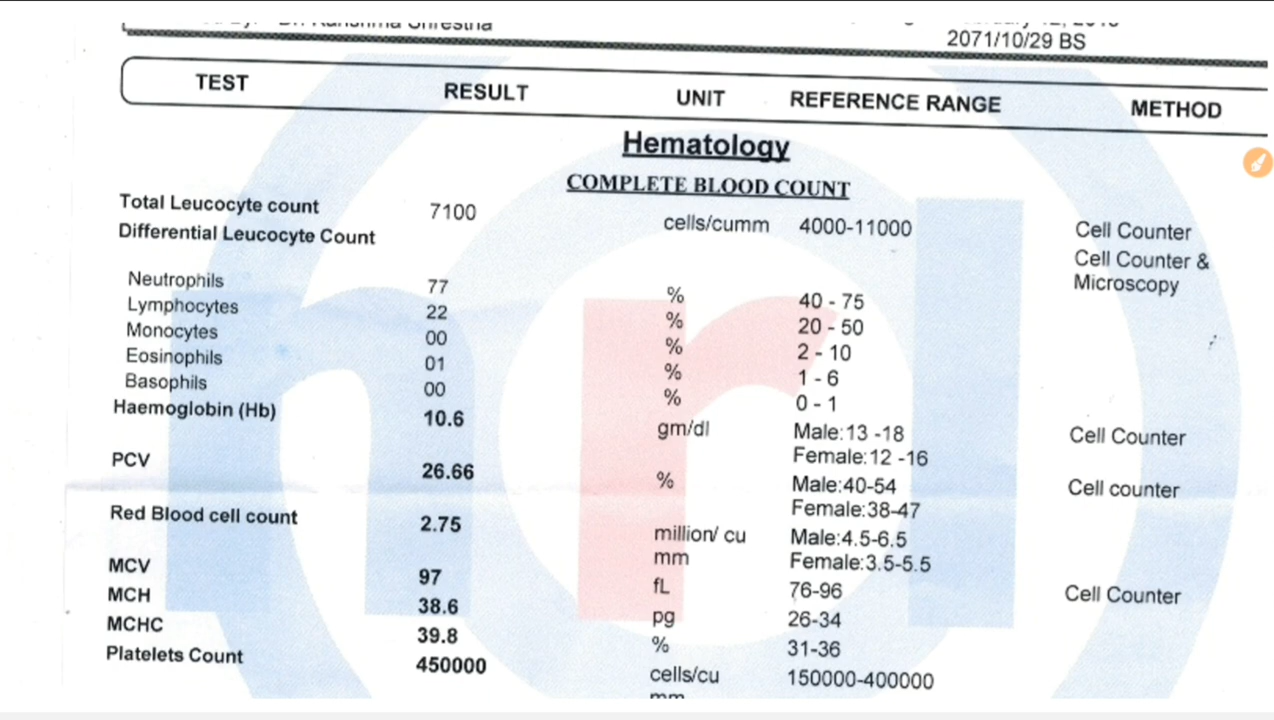 2071/10/29 BS
TEST RESULT UNIT REFERENCE RANGE METHOD
Hematology
COMPLETE BLOOD COUNT
Total Leucocyte count 7100 cells/cumm 4000-11000 Cell Counter
Differential Leucocyte Count Cell Counter &
Microscopy
Neutrophils 77 % 40 - 75
Lymphocytes 22 % 20 - 50
Monocytes 00 % 2 - 10
Eosinophils 01 % 1 - 6
Basophils 00 % 0 - 1
Haemoglobin (Hb) 10.6 gm/dl Male:13 -18 Cell Counter
Female:12 -16
PCV 26.66 % Male:40-54 Cell counter
Female:38-47
Red Blood cell count 2.75 million/ cu Male:4.5-6.5
mm Female:3.5-5.5
MCV 97 fL 76-96 Cell Counter
MCH 38.6 pg 26-34
MCHC 39.8 % 31-36
Platelets Count 450000 cells/cu 150000-400000
mm
nrl